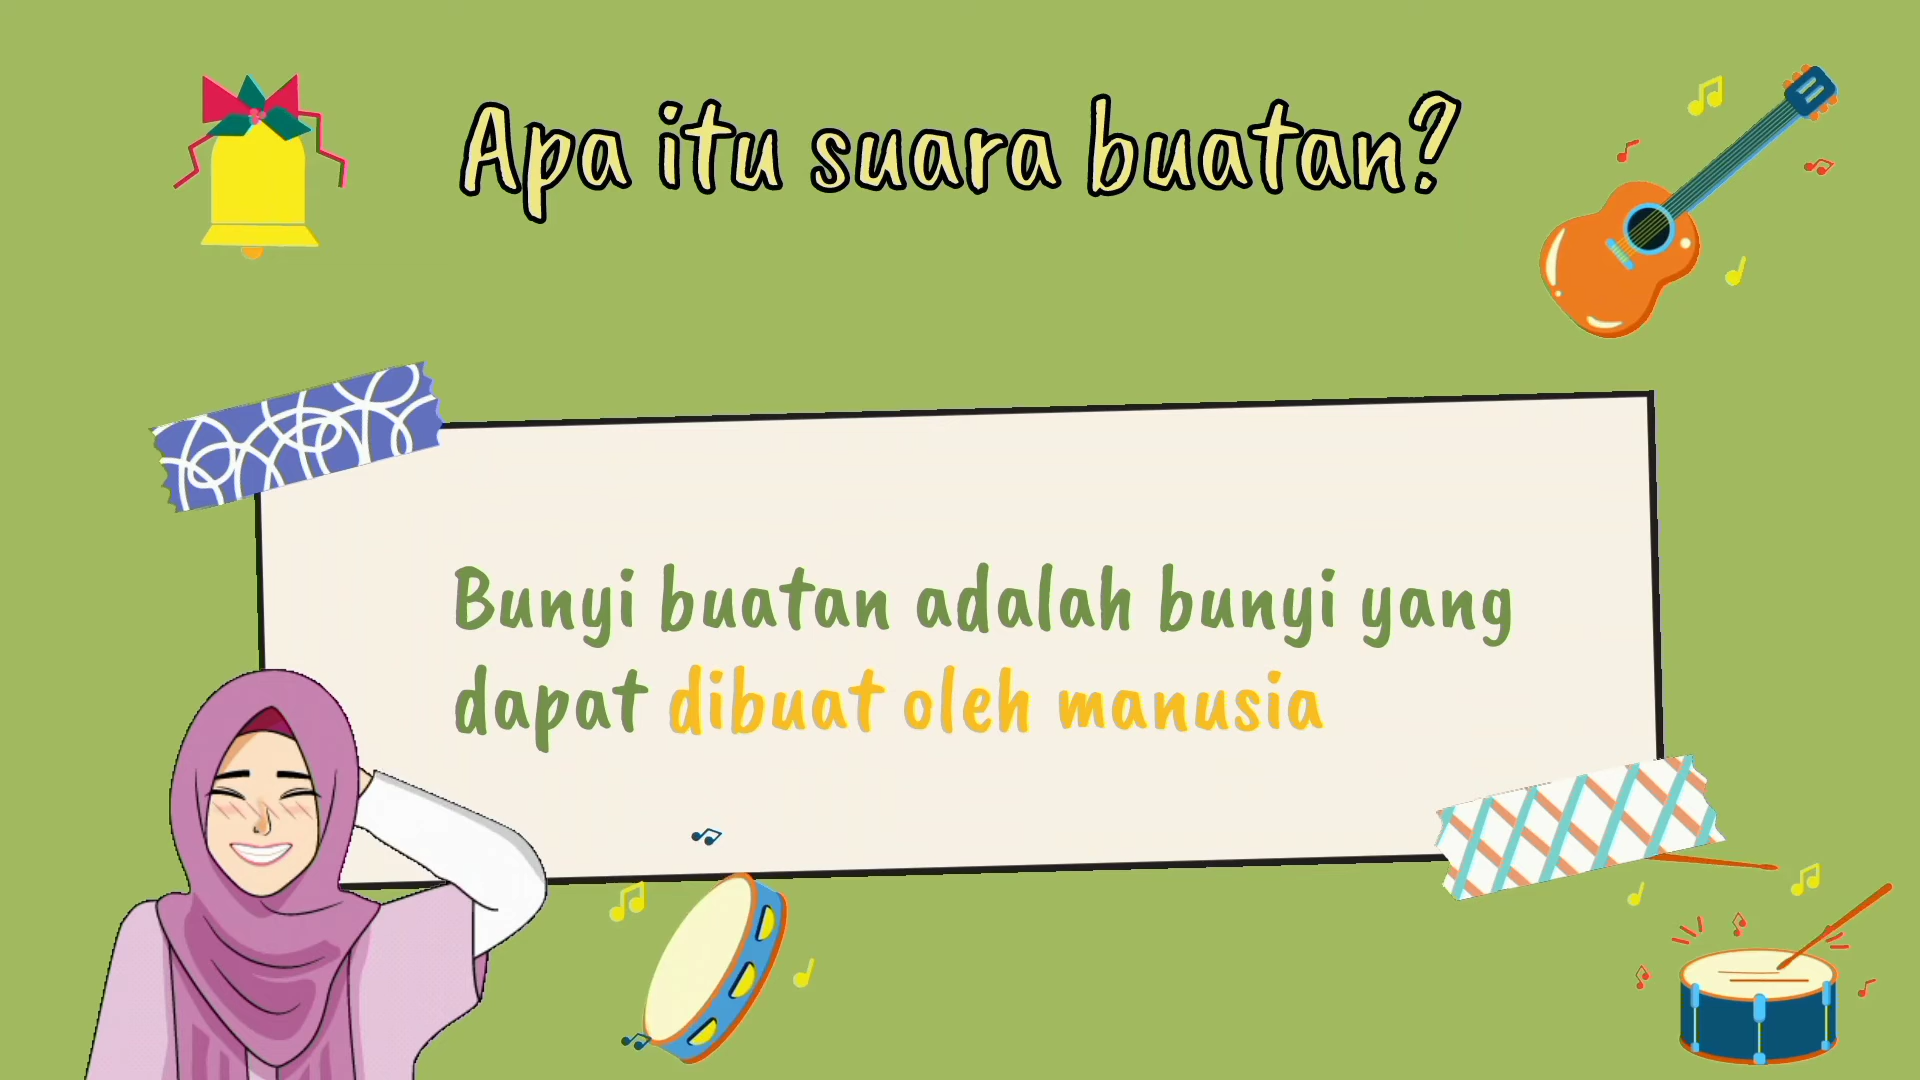 Apa itu suara buatan?
Bunyi buatan adalah bunyi yang
dapat dibuat oleh manusia